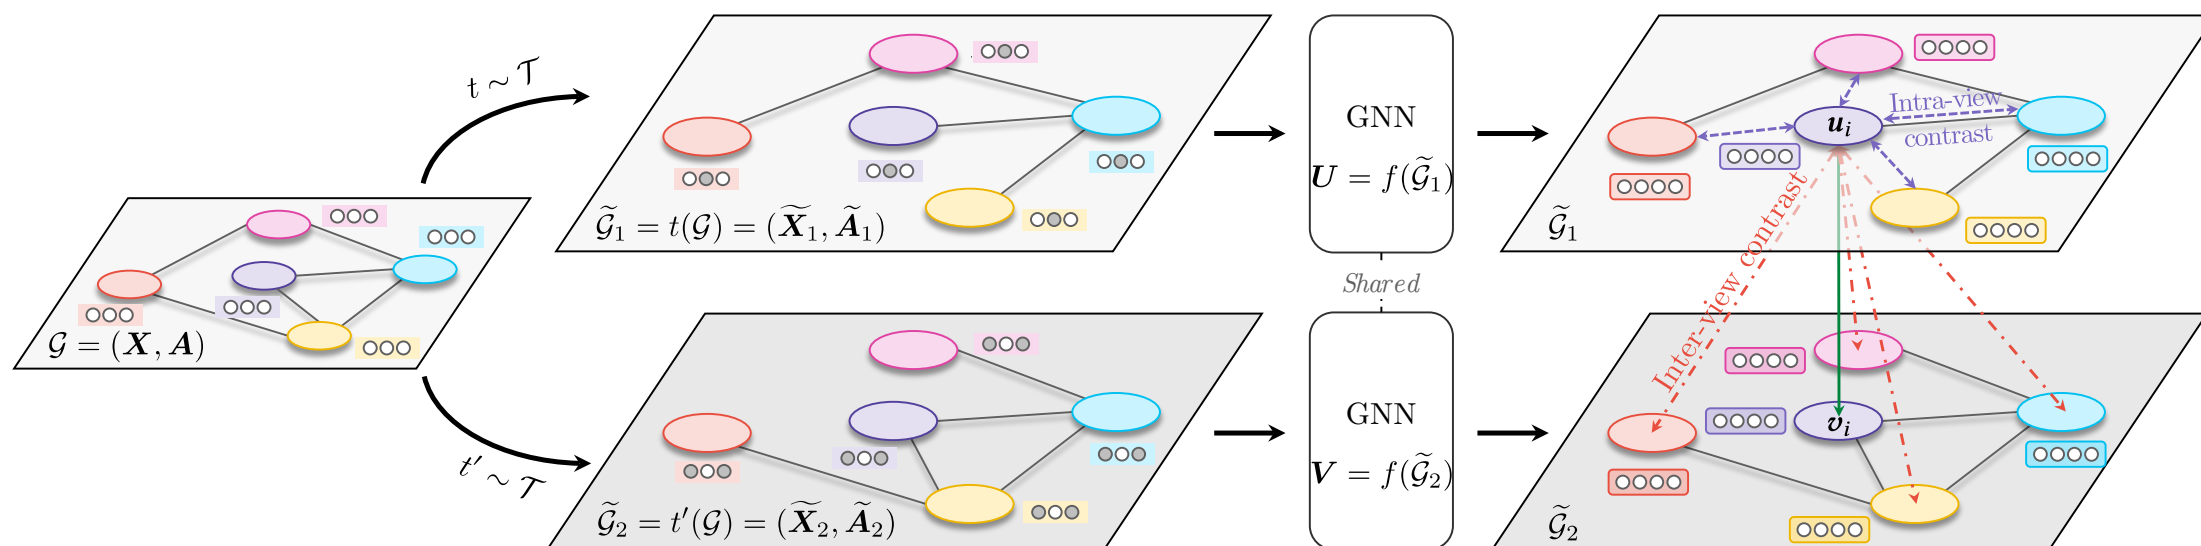 t ∼ 𝒯
𝒢 = (X, A)
t′ ∼ 𝒯
𝒢̃₁ = t(𝒢) = (X̃₁, Ã₁)
𝒢̃₂ = t′(𝒢) = (X̃₂, Ã₂)
GNN
U = f(𝒢̃₁)
Shared
GNN
V = f(𝒢̃₂)
Intra-view
contrast
uᵢ
𝒢̃₁
Inter-view contrast
vᵢ
𝒢̃₂